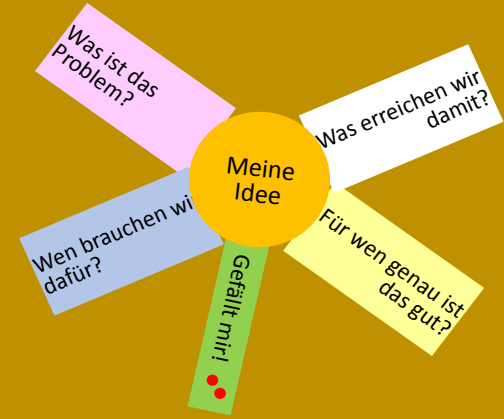 Was ist das
Problem?
Was erreichen wir
damit?
Meine
Idee
Wen brauchen wi
dafür?
Für wen genau ist
das gut?
Gefällt mir!